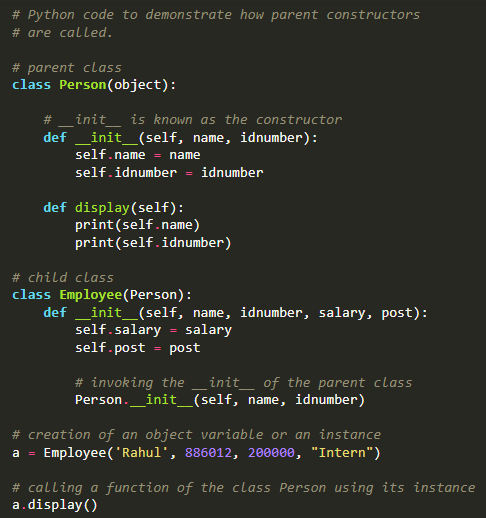 # Python code to demonstrate how parent constructors
# are called.

# parent class
class Person(object):

    # __init__ is known as the constructor
    def __init__(self, name, idnumber):
        self.name = name
        self.idnumber = idnumber

    def display(self):
        print(self.name)
        print(self.idnumber)

# child class
class Employee(Person):
    def __init__(self, name, idnumber, salary, post):
        self.salary = salary
        self.post = post

        # invoking the __init__ of the parent class
        Person.__init__(self, name, idnumber)

# creation of an object variable or an instance
a = Employee('Rahul', 886012, 200000, "Intern")

# calling a function of the class Person using its instance
a.display()